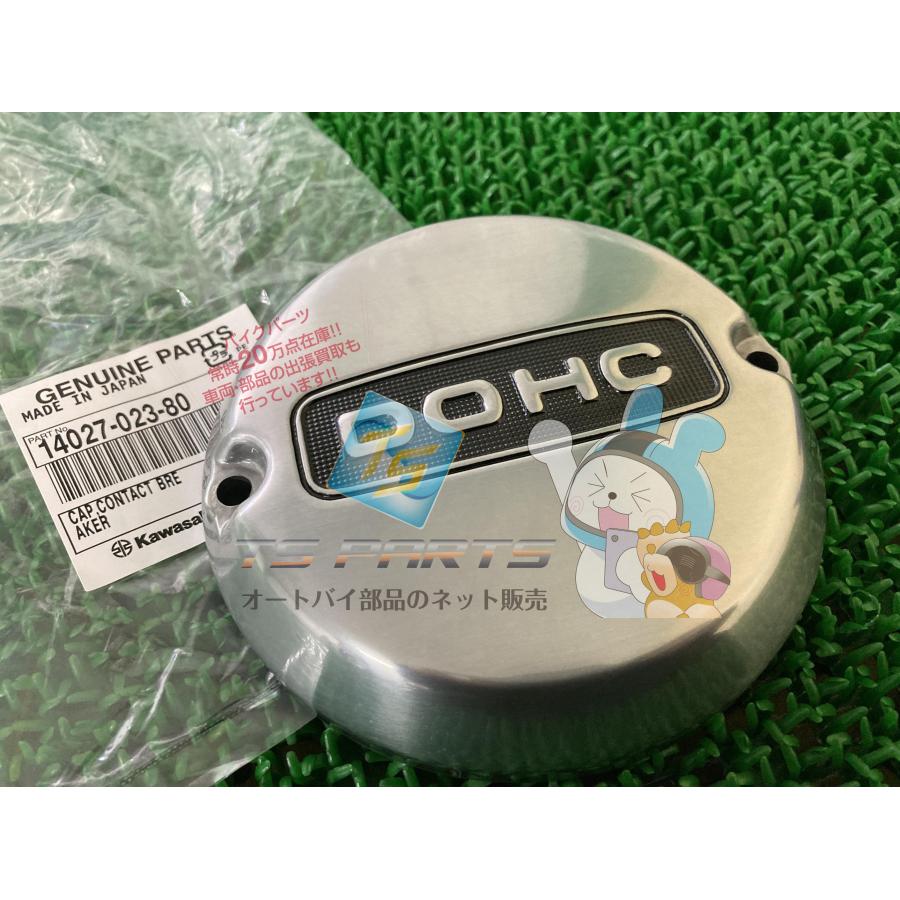 GENUINE PARTS
MADE IN JAPAN
PART No.
14027-023-80
CAP,CONTACT BRE
AKER
Kawasaki
バイクパーツ
常時20万点在庫!!
車両・部品の出張買取も
行っています!!
DOHC
TS
TS PARTS
オートバイ部品のネット販売